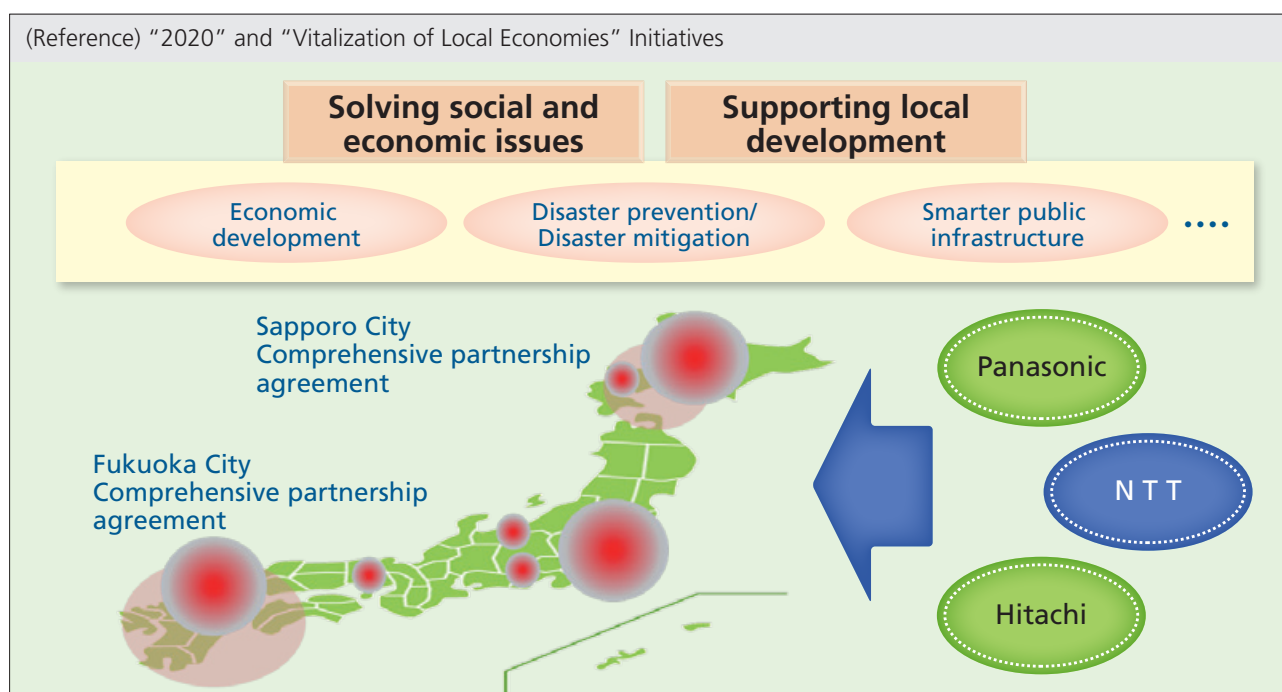 (Reference) “2020” and “Vitalization of Local Economies” Initiatives
Solving social and
economic issues
Supporting local
development
Economic
development
Disaster prevention/
Disaster mitigation
Smarter public
infrastructure
....
Sapporo City
Comprehensive partnership
agreement
Fukuoka City
Comprehensive partnership
agreement
Panasonic
N T T
Hitachi